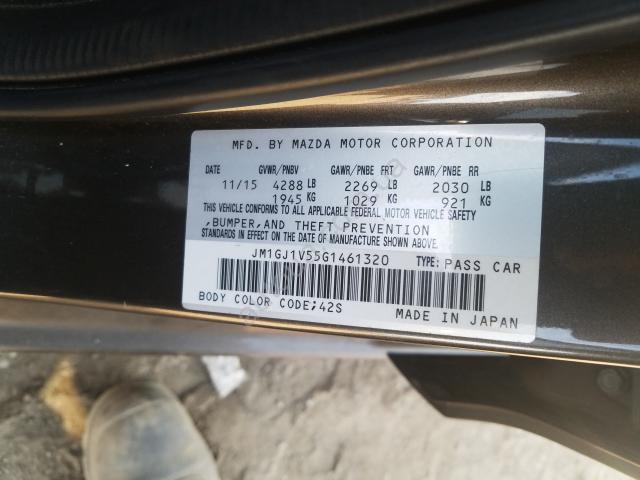 MFD. BY MAZDA MOTOR CORPORATION
DATE GVWR/PNBV GAWR/PNBE FRT GAWR/PNBE RR
11/15 4288 LB 2269 LB 2030 LB
1945 KG 1029 KG 921 KG
THIS VEHICLE CONFORMS TO ALL APPLICABLE FEDERAL MOTOR VEHICLE SAFETY
,BUMPER,AND THEFT PREVENTION
STANDARDS IN EFFECT ON THE DATE OF MANUFACTURE SHOWN ABOVE.
JM1GJ1V55G1461320 TYPE: PASS CAR
BODY COLOR CODE;42S MADE IN JAPAN